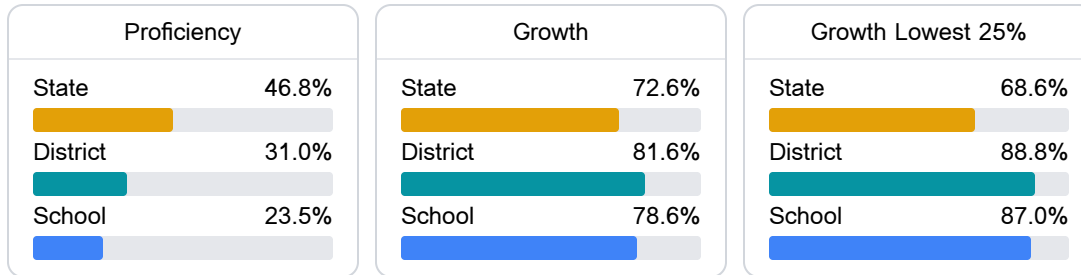 Proficiency
State 46.8%
District 31.0%
School 23.5%
Growth
State 72.6%
District 81.6%
School 78.6%
Growth Lowest 25%
State 68.6%
District 88.8%
School 87.0%